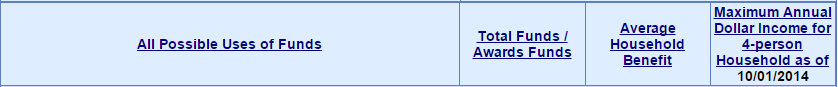 All Possible Uses of Funds
Total Funds /
Awards Funds
Average
Household
Benefit
Maximum Annual
Dollar Income for
4-person
Household as of
10/01/2014